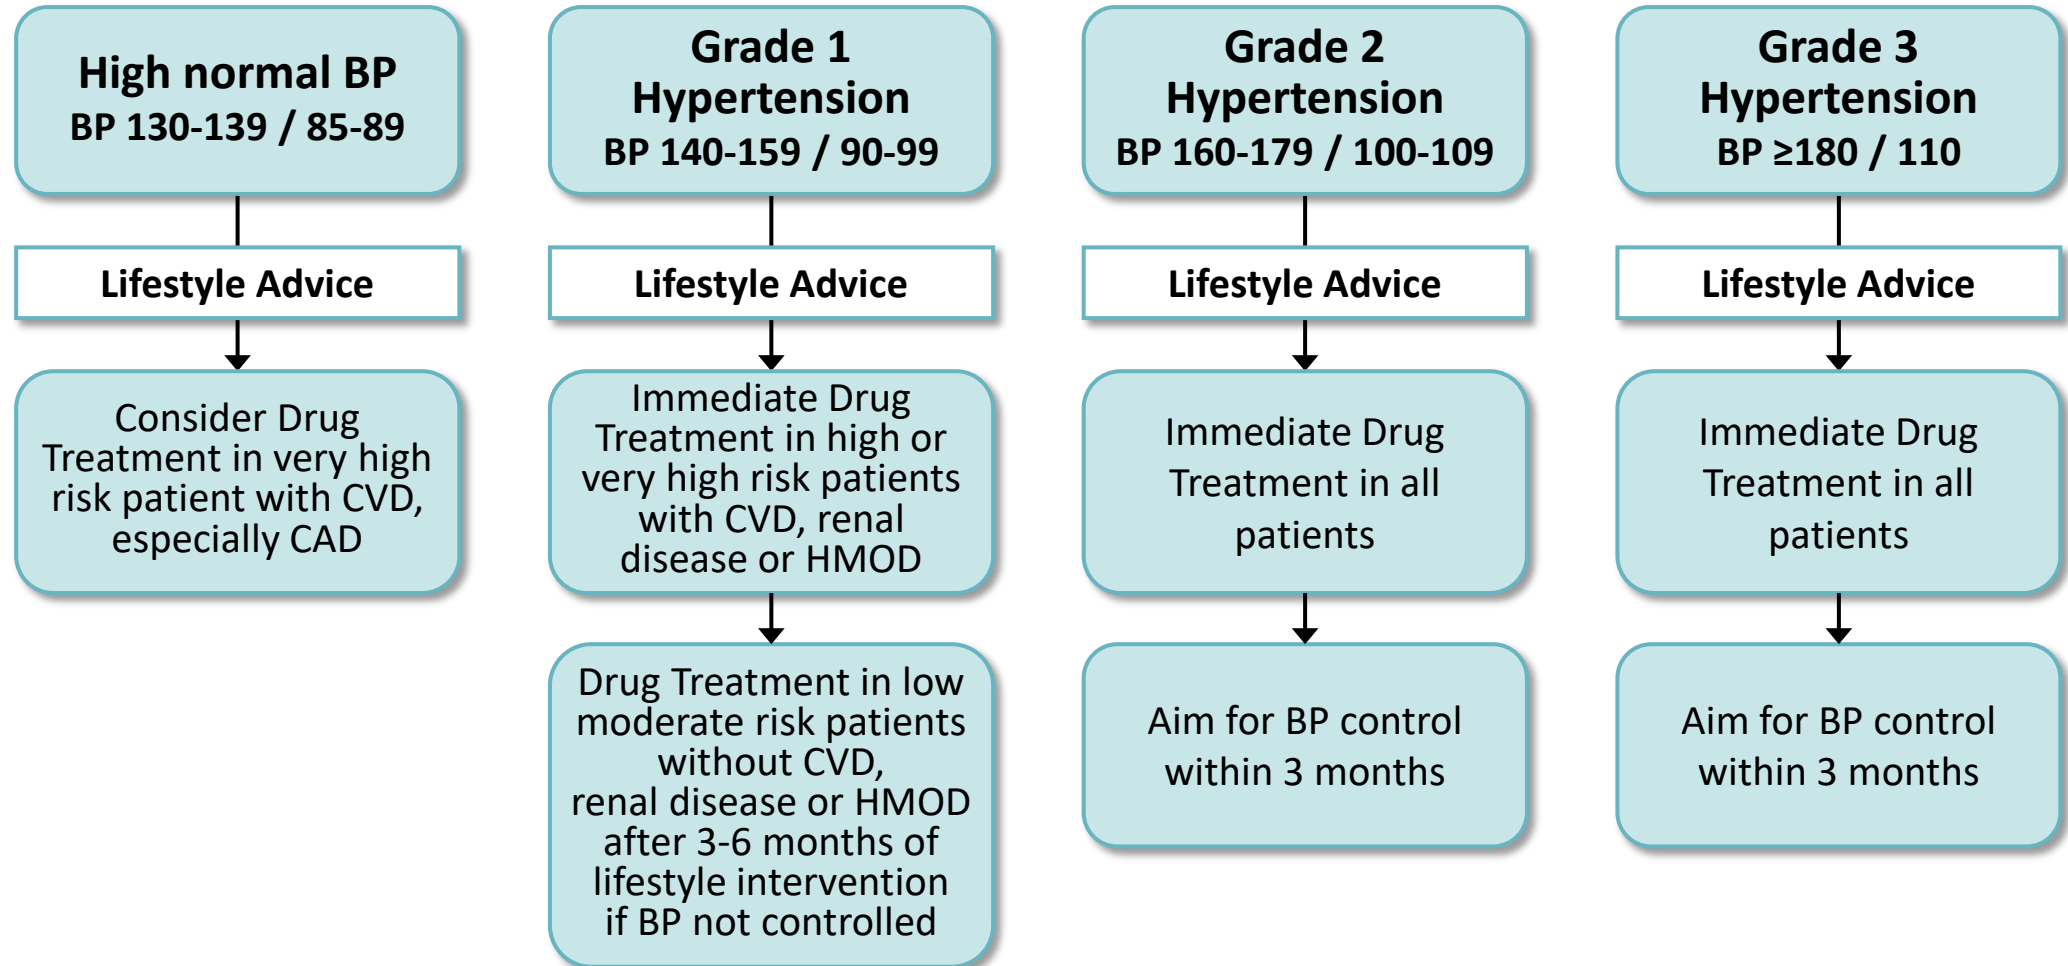 High normal BP
BP 130-139 / 85-89
Lifestyle Advice
Consider Drug
Treatment in very high
risk patient with CVD,
especially CAD
Grade 1
Hypertension
BP 140-159 / 90-99
Lifestyle Advice
Immediate Drug
Treatment in high or
very high risk patients
with CVD, renal
disease or HMOD
Drug Treatment in low
moderate risk patients
without CVD,
renal disease or HMOD
after 3-6 months of
lifestyle intervention
if BP not controlled
Grade 2
Hypertension
BP 160-179 / 100-109
Lifestyle Advice
Immediate Drug
Treatment in all
patients
Aim for BP control
within 3 months
Grade 3
Hypertension
BP ≥180 / 110
Lifestyle Advice
Immediate Drug
Treatment in all
patients
Aim for BP control
within 3 months